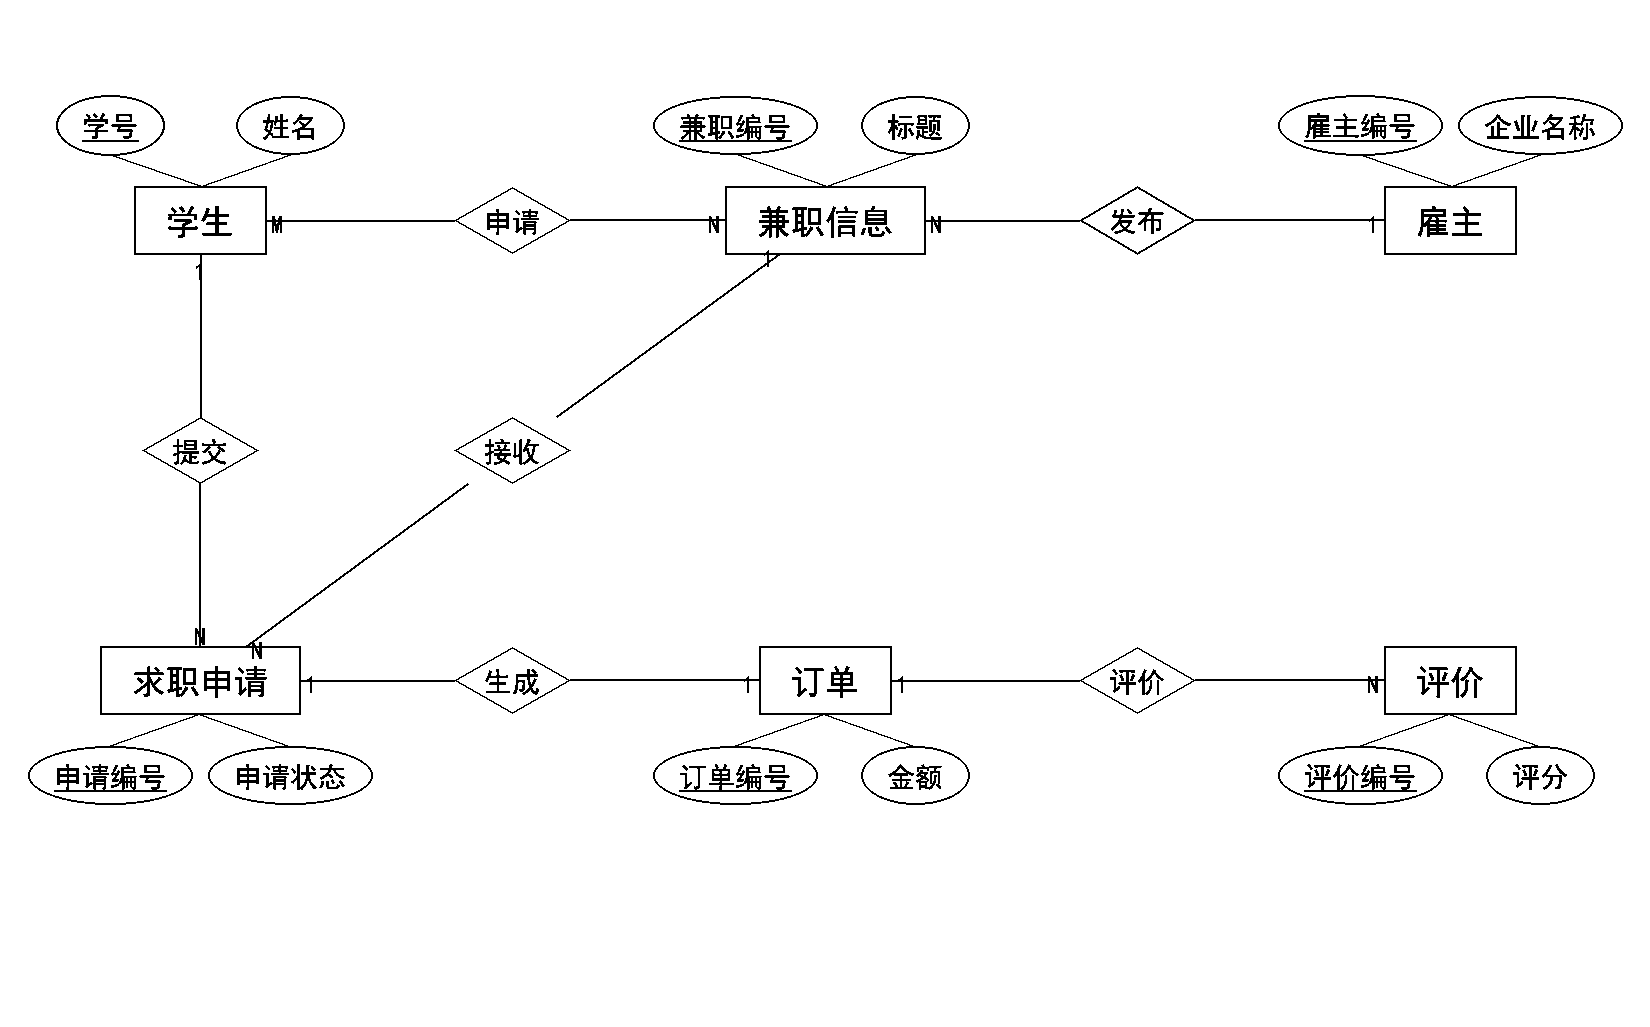 学号 姓名 兼职编号 标题 雇主编号 企业名称
学生 M 申请 N 兼职信息 N 发布 1 雇主
1 1
提交 接收
N N
求职申请 1 生成 1 订单 1 评价 N 评价
申请编号 申请状态 订单编号 金额 评价编号 评分